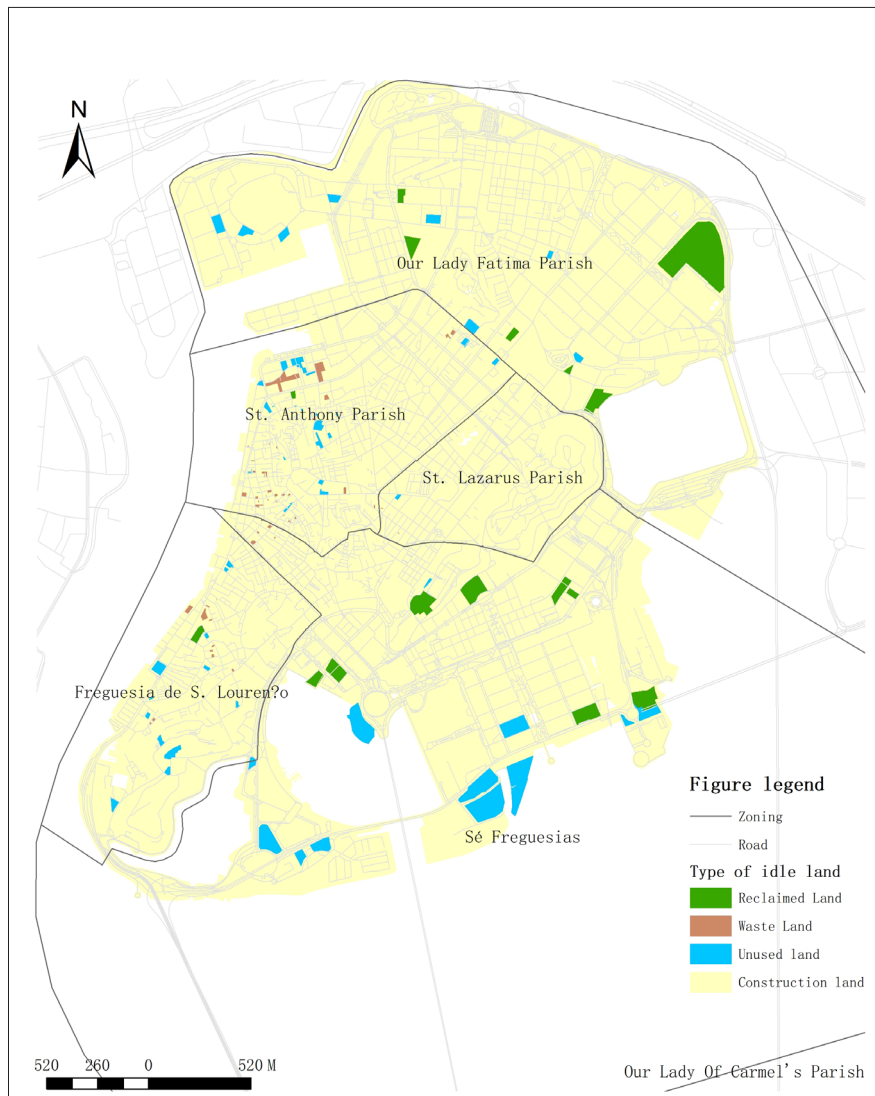 N
Our Lady Fatima Parish
St. Anthony Parish
St. Lazarus Parish
Freguesia de S. Louren?o
Sé Freguesias
Figure legend
Zoning
Road
Type of idle land
Reclaimed Land
Waste Land
Unused land
Construction land
520 260 0 520 M
Our Lady Of Carmel's Parish